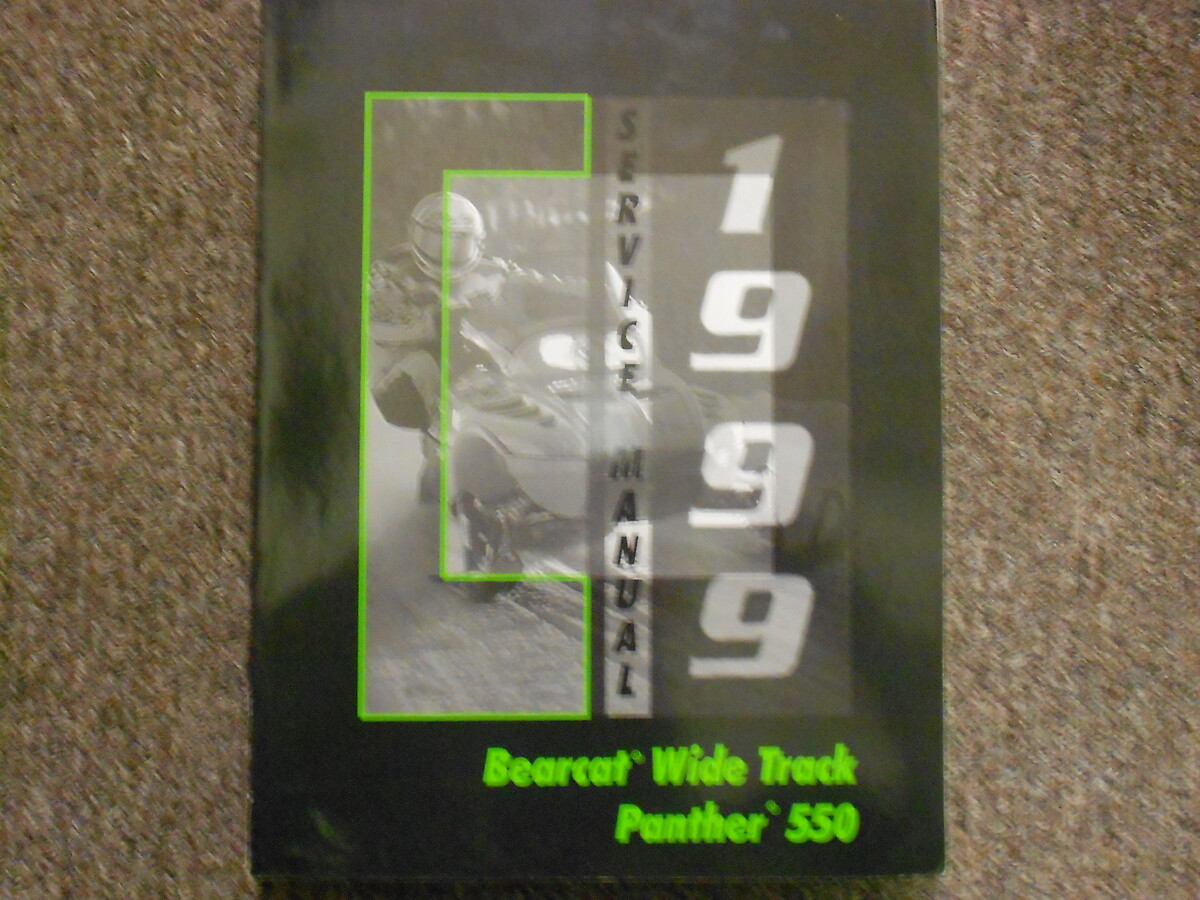 SERVICE MANUAL
1999
Bearcat® Wide Track
Panther® 550